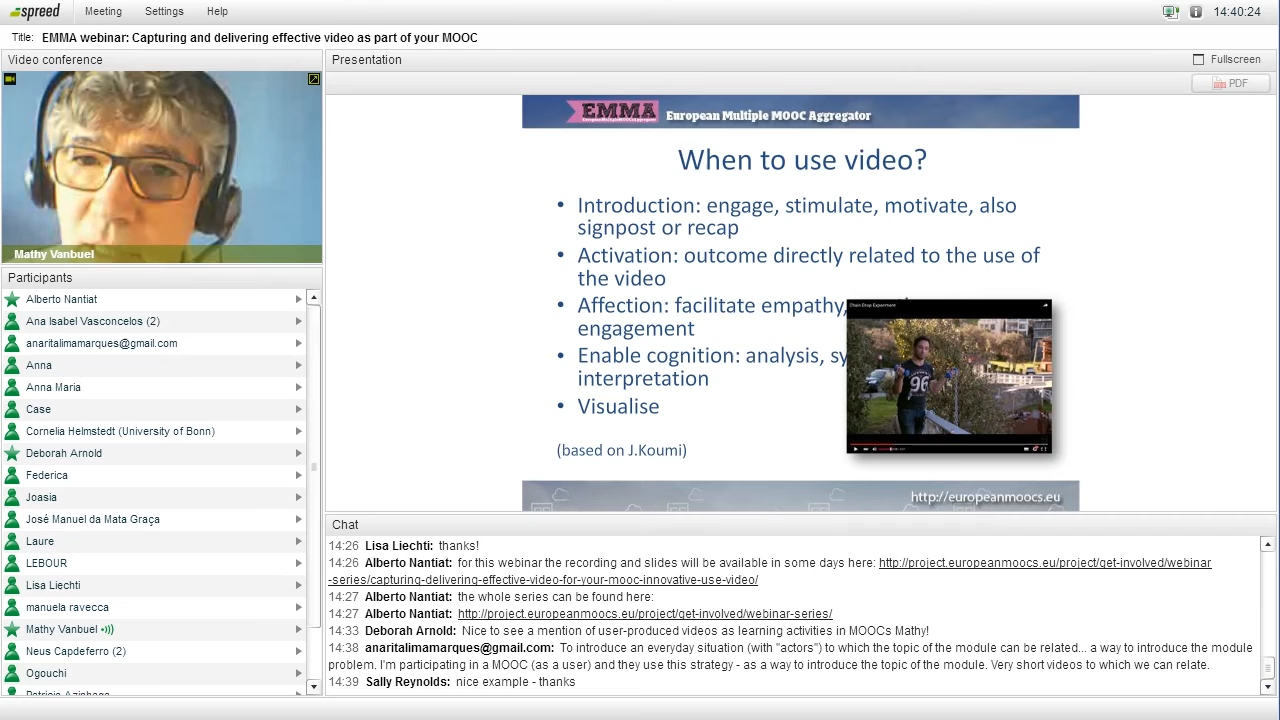 spreed
Meeting
Settings
Help
14:40:24
Title: EMMA webinar: Capturing and delivering effective video as part of your MOOC
Video conference
Mathy Vanbuel
Participants
Alberto Nantiat
Ana Isabel Vasconcelos (2)
anaritalimamarques@gmail.com
Anna
Anna Maria
Case
Cornelia Helmstedt (University of Bonn)
Deborah Arnold
Federica
Joasia
José Manuel da Mata Graça
Laure
LEBOUR
Lisa Liechti
manuela ravecca
Mathy Vanbuel
Neus Capdeferro (2)
Ogouchi
Presentation
Fullscreen
PDF
EMMA
European Multiple MOOC Aggregator
When to use video?
• Introduction: engage, stimulate, motivate, also
signpost or recap
• Activation: outcome directly related to the use of
the video
• Affection: facilitate empathy,
engagement
• Enable cognition: analysis, sy
interpretation
• Visualise
(based on J.Koumi)
Chain Drop Experiment
96
http://europeanmoocs.eu
Chat
14:26 Lisa Liechti: thanks!
14:26 Alberto Nantiat: for this webinar the recording and slides will be available in some days here: http://project.europeanmoocs.eu/project/get-involved/webinar
-series/capturing-delivering-effective-video-for-your-mooc-innovative-use-video/
14:27 Alberto Nantiat: the whole series can be found here:
14:27 Alberto Nantiat: http://project.europeanmoocs.eu/project/get-involved/webinar-series/
14:33 Deborah Arnold: Nice to see a mention of user-produced videos as learning activities in MOOCs Mathy!
14:38 anaritalimamarques@gmail.com: To introduce an everyday situation (with "actors") to which the topic of the module can be related... a way to introduce the module
problem. I'm participating in a MOOC (as a user) and they use this strategy - as a way to introduce the topic of the module. Very short videos to which we can relate.
14:39 Sally Reynolds: nice example - thanks